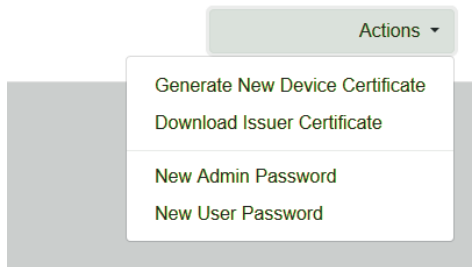 Actions
Generate New Device Certificate
Download Issuer Certificate
New Admin Password
New User Password